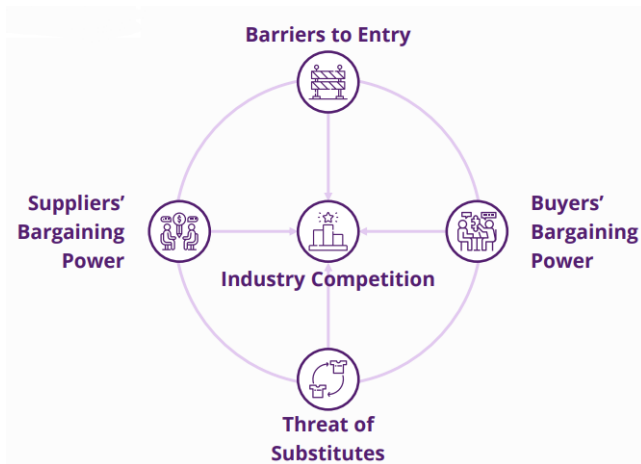 Barriers to Entry
Suppliers’
Bargaining
Power
Buyers’
Bargaining
Power
Industry Competition
Threat of
Substitutes